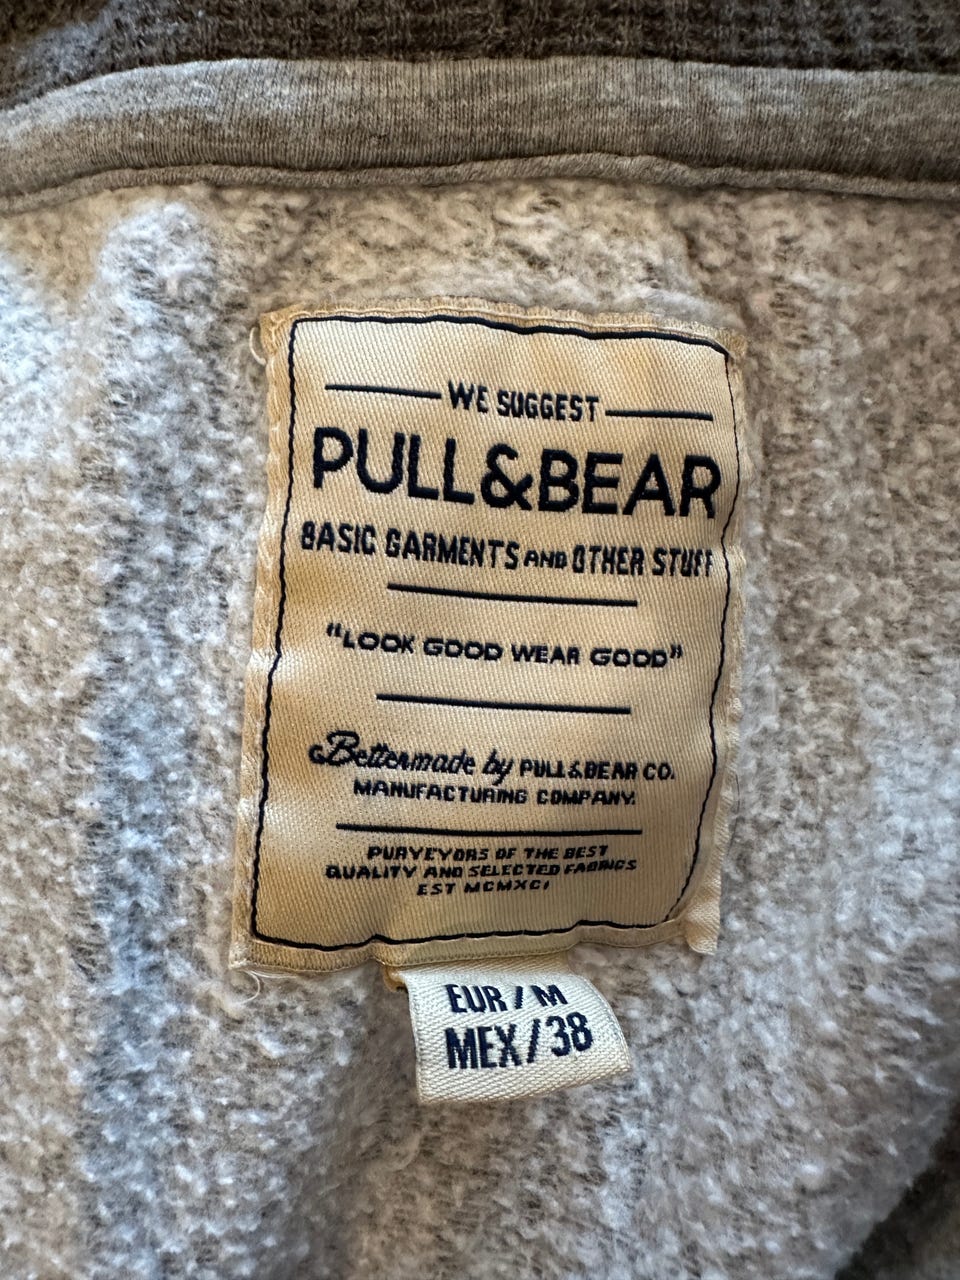 WE SUGGEST
PULL&BEAR
BASIC GARMENTS AND OTHER STUFF
"LOOK GOOD WEAR GOOD"
Bettermade by PULL&BEAR CO.
MANUFACTURING COMPANY.
PURVEYORS OF THE BEST
QUALITY AND SELECTED FABRICS
EST MCMXCI
EUR/M
MEX/38